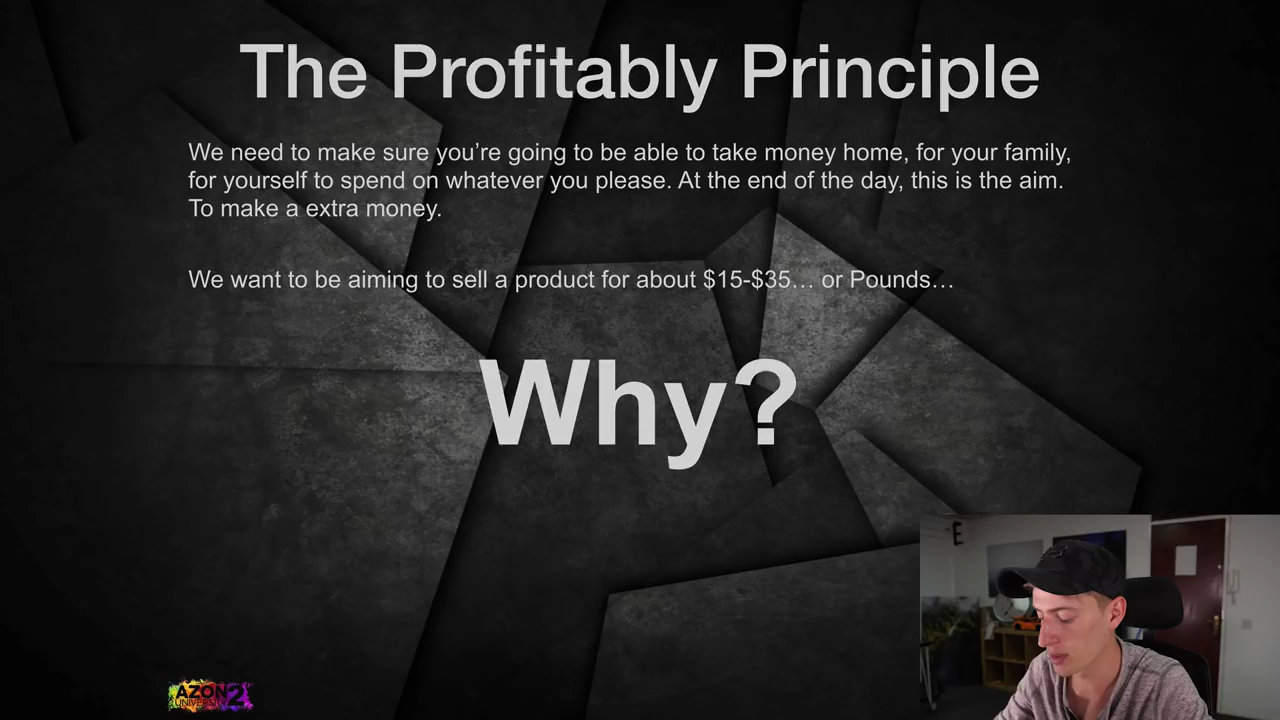 The Profitably Principle
We need to make sure you’re going to be able to take money home, for your family,
for yourself to spend on whatever you please. At the end of the day, this is the aim.
To make a extra money.
We want to be aiming to sell a product for about $15-$35… or Pounds…
Why?
E
AZON
UNIVERSITY
2